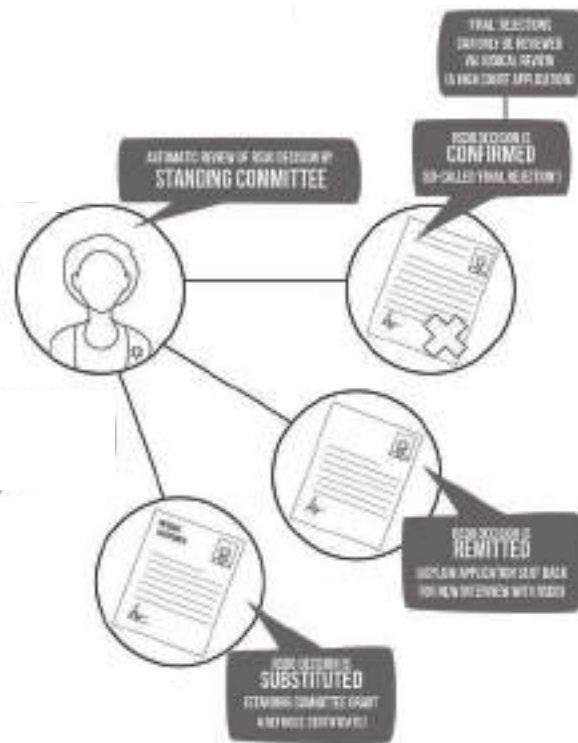 FINAL REJECTIONS
CAN ONLY BE REVIEWED
VIA JUDICIAL REVIEW
(A HIGH COURT APPLICATION)
RSDO DECISION IS
CONFIRMED
(SO-CALLED 'FINAL REJECTION')
AUTOMATIC REVIEW OF RSDO DECISION BY
STANDING COMMITTEE
RSDO DECISION IS
REMITTED
(ASYLUM APPLICATION SENT BACK
FOR NEW INTERVIEW WITH RSDO)
RSDO DECISION IS
SUBSTITUTED
(STANDING COMMITTEE GRANT
A REFUGEE CERTIFICATE)